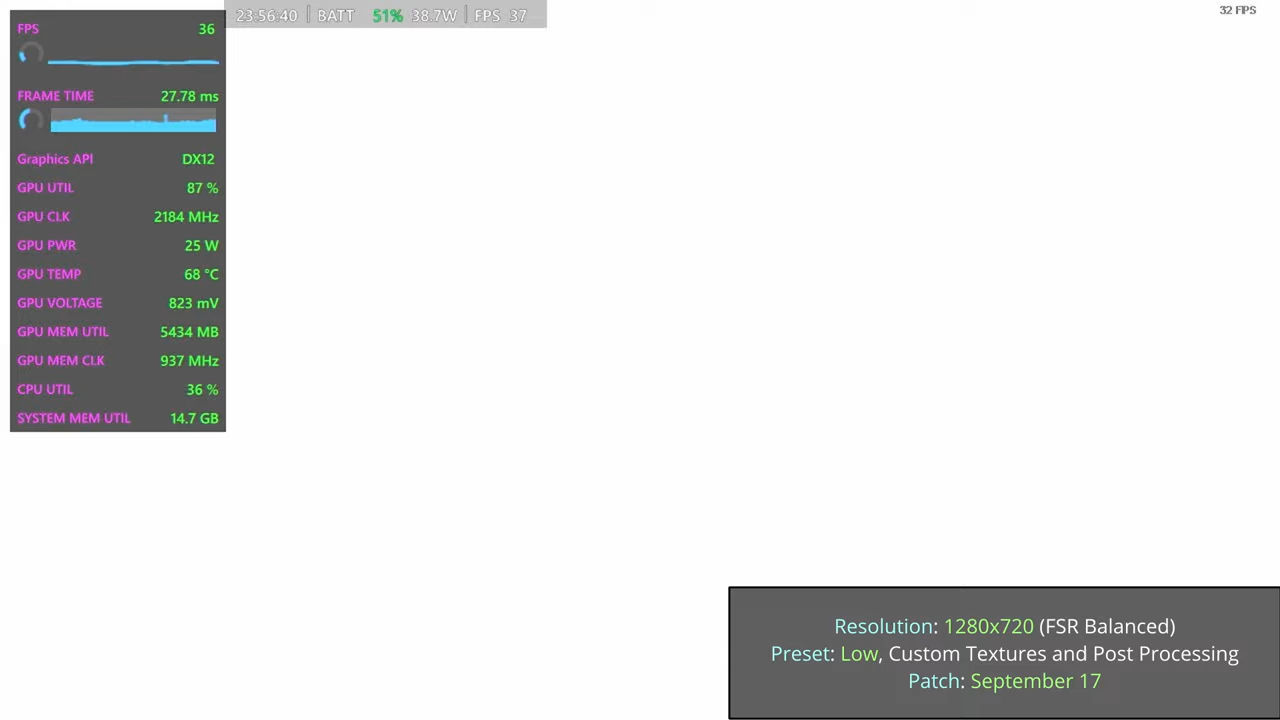 23:56:40 | BATT 51% 38.7W | FPS 37
32 FPS
FPS 36
FRAME TIME 27.78 ms
Graphics API DX12
GPU UTIL 87 %
GPU CLK 2184 MHz
GPU PWR 25 W
GPU TEMP 68 °C
GPU VOLTAGE 823 mV
GPU MEM UTIL 5434 MB
GPU MEM CLK 937 MHz
CPU UTIL 36 %
SYSTEM MEM UTIL 14.7 GB
Resolution: 1280x720 (FSR Balanced)
Preset: Low, Custom Textures and Post Processing
Patch: September 17